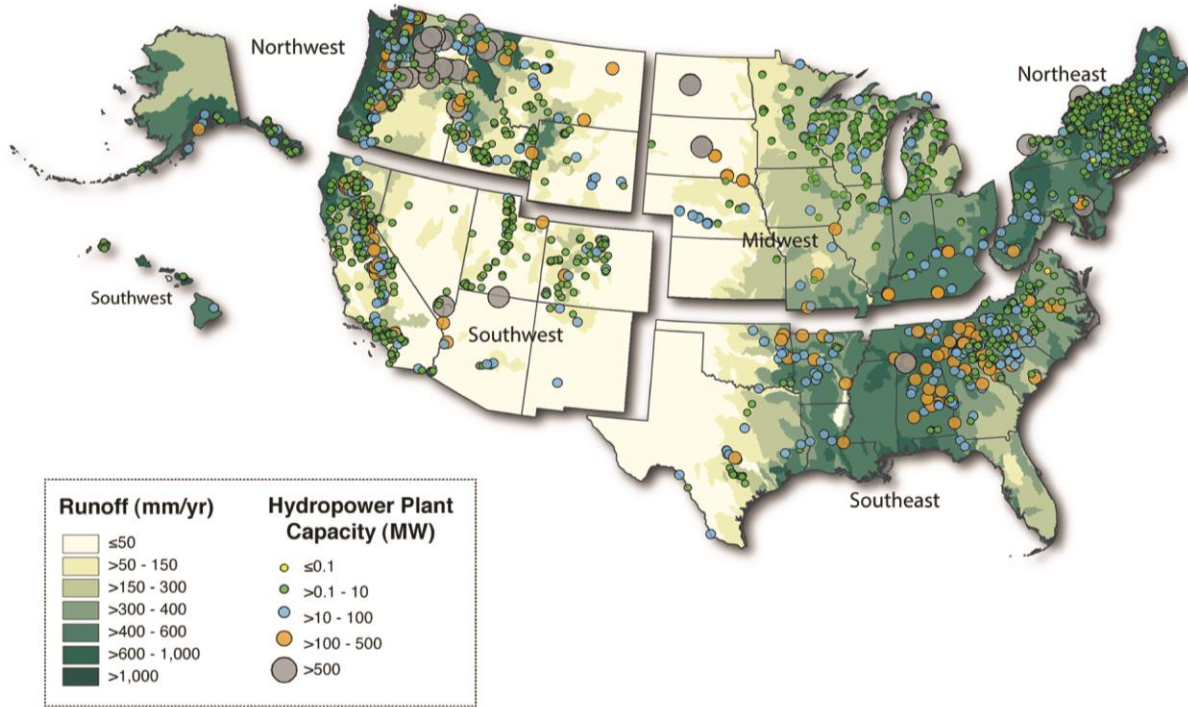 Northwest
Northeast
Midwest
Southwest
Southwest
Southeast
Runoff (mm/yr)
≤50
>50 - 150
>150 - 300
>300 - 400
>400 - 600
>600 - 1,000
>1,000
Hydropower Plant
Capacity (MW)
≤0.1
>0.1 - 10
>10 - 100
>100 - 500
>500